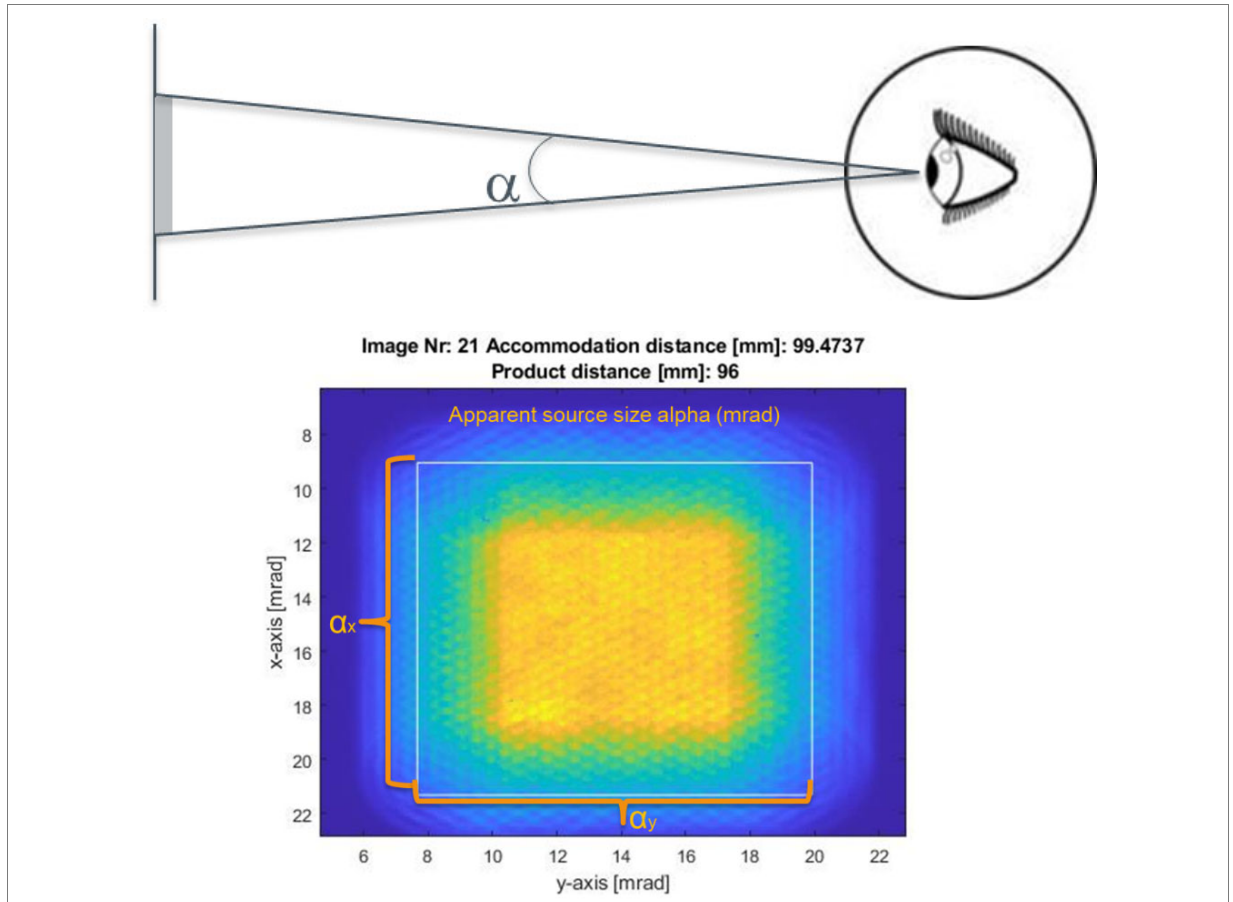 α
Image Nr: 21 Accommodation distance [mm]: 99.4737
Product distance [mm]: 96
Apparent source size alpha (mrad)
8
10
12
14
16
18
20
22
x-axis [mrad]
αx
αy
6 8 10 12 14 16 18 20 22
y-axis [mrad]